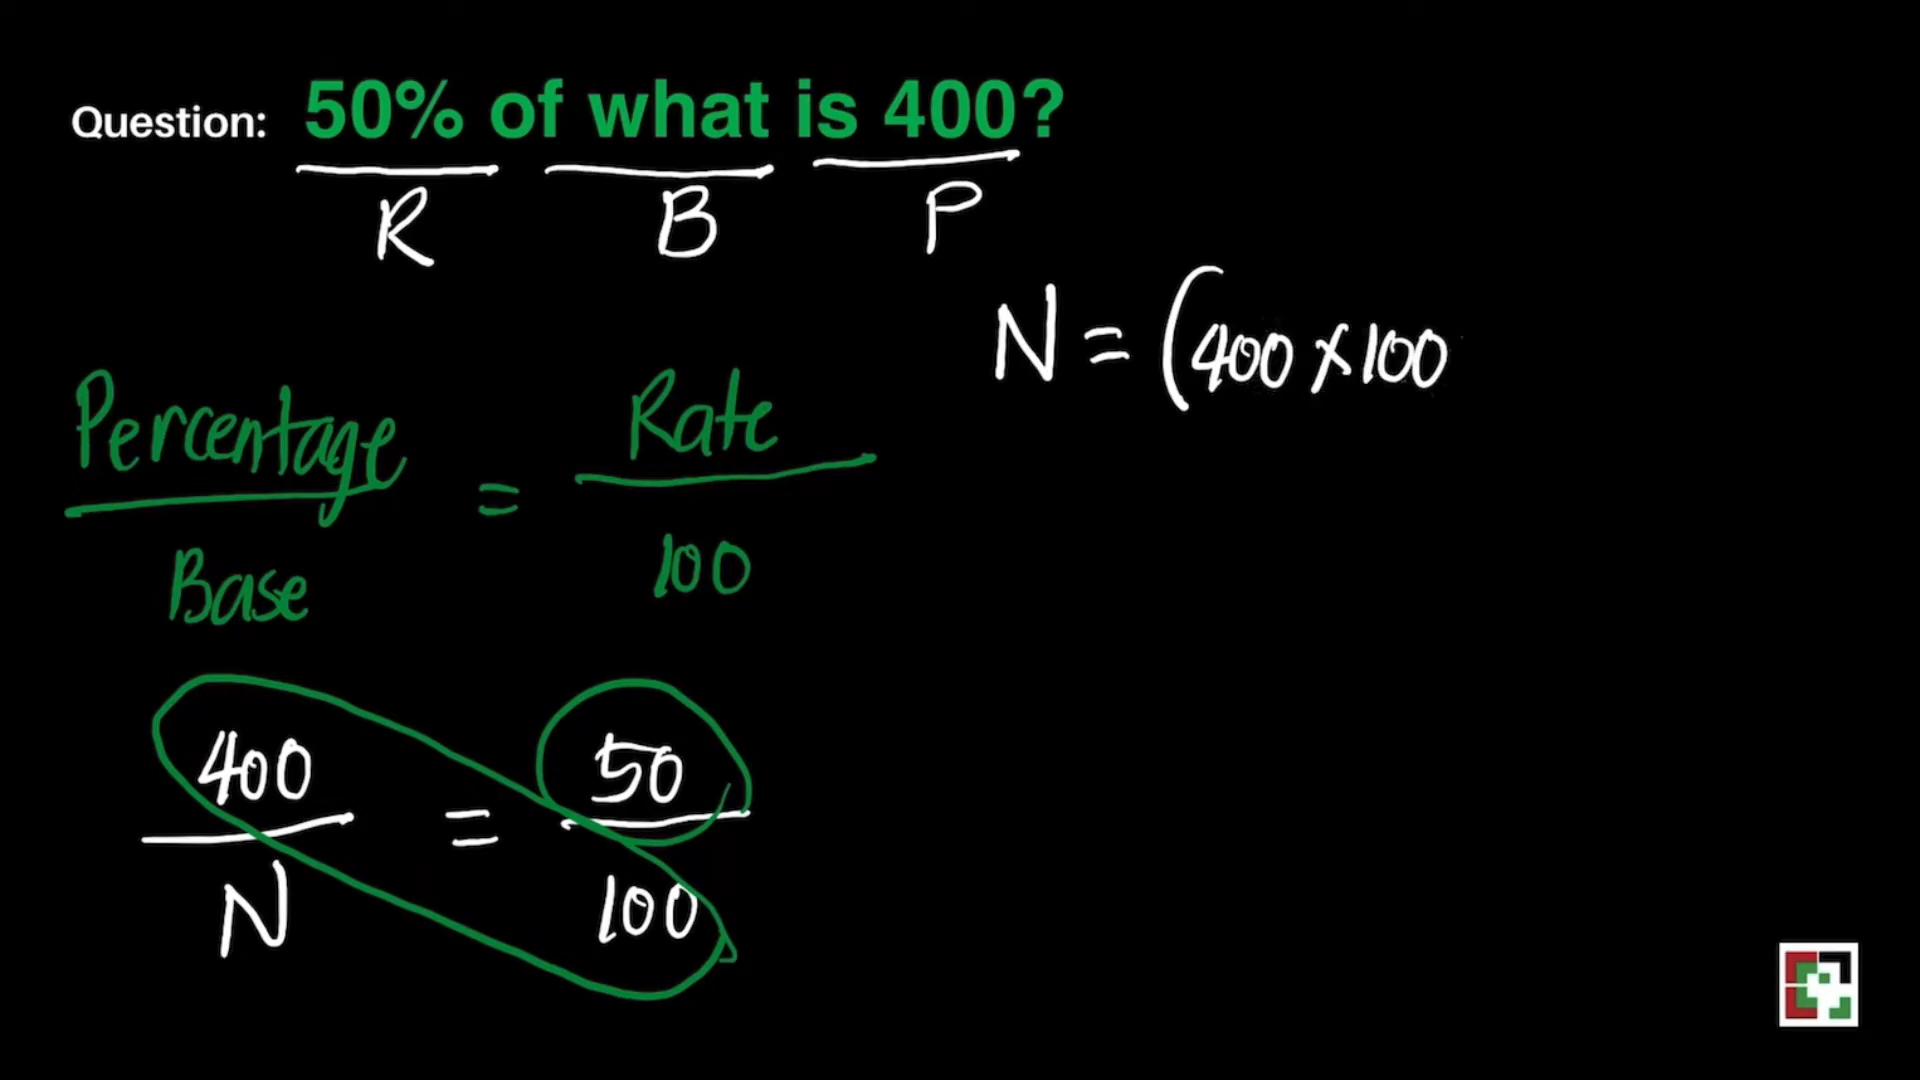 Question: 50% of what is 400?
R B P
N = (400 × 100
Percentage = Rate
Base 100
400 = 50
N 100